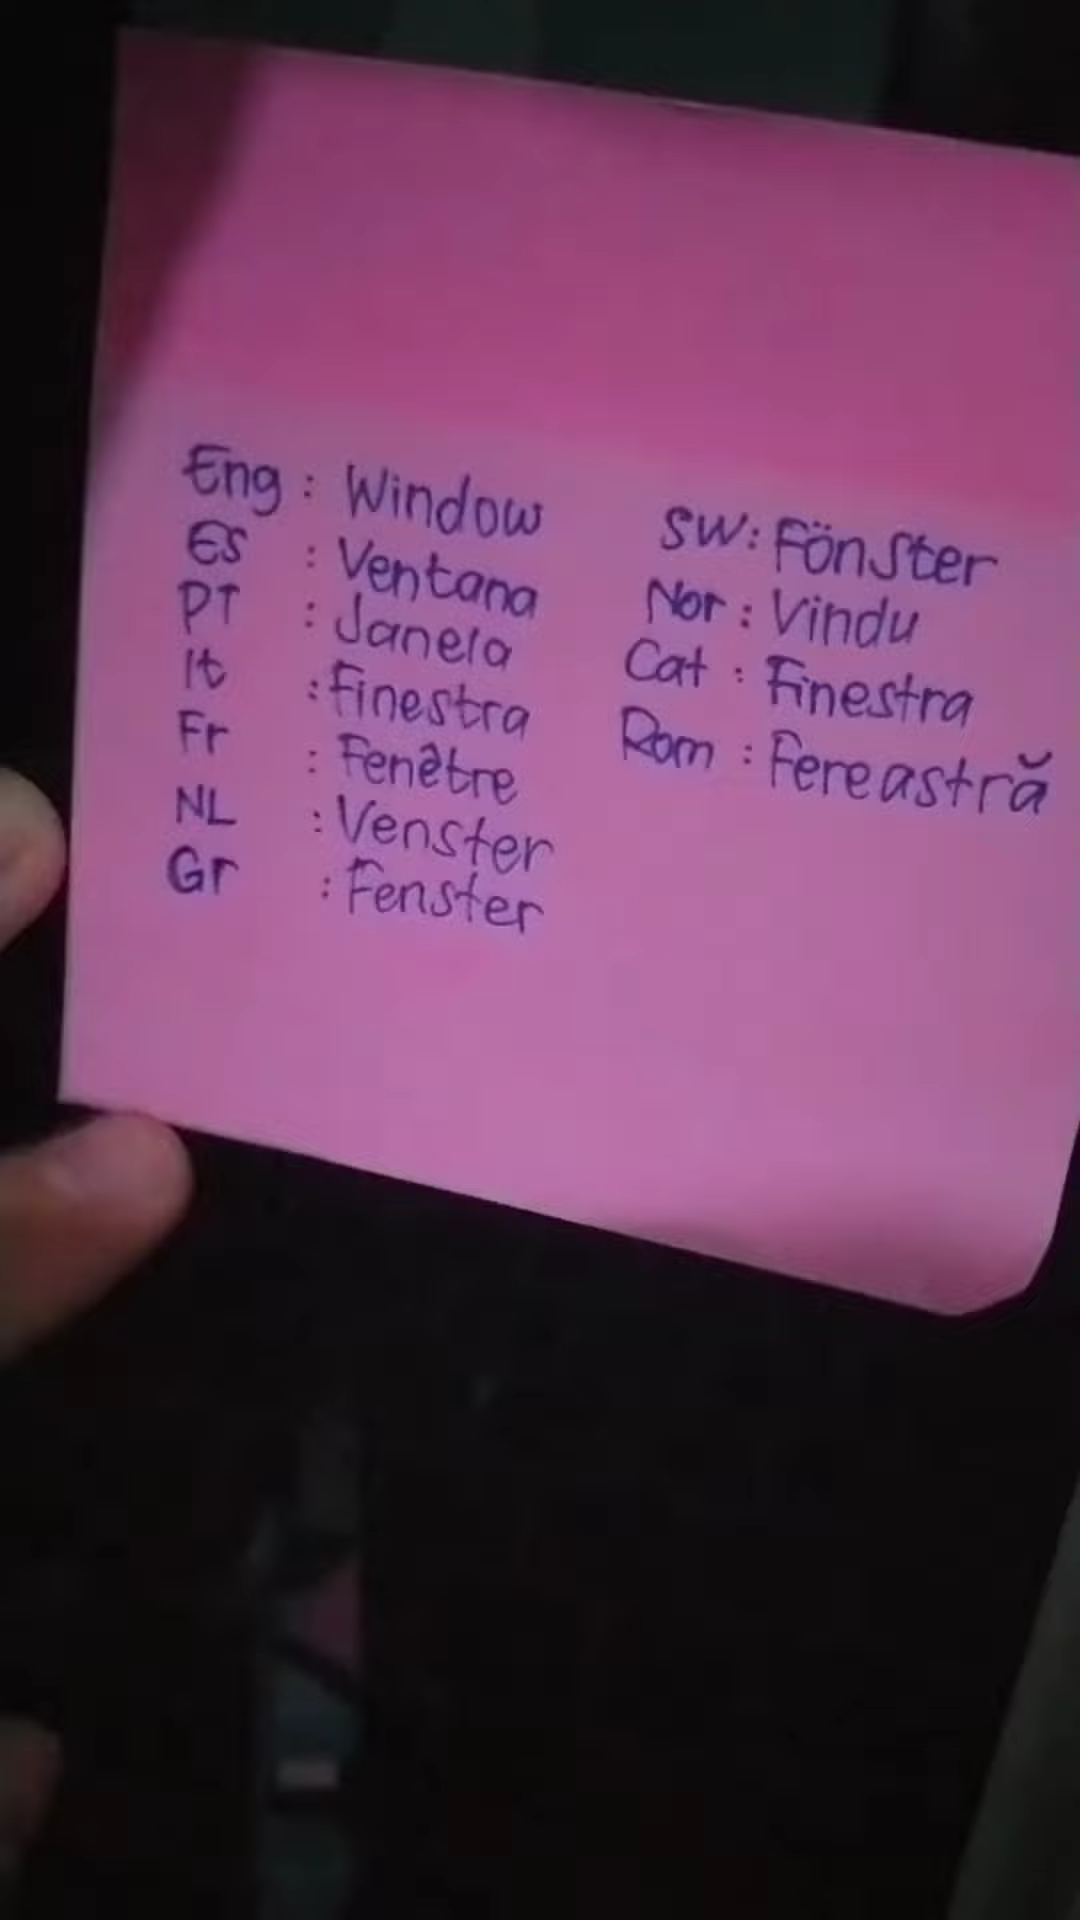 Eng : Window
ES : Ventana
PT : Janela
It : Finestra
Fr : Fenêtre
NL : Venster
Gr : Fenster
SW : Fönster
Nor : Vindu
Cat : Finestra
Rom : Fereastră